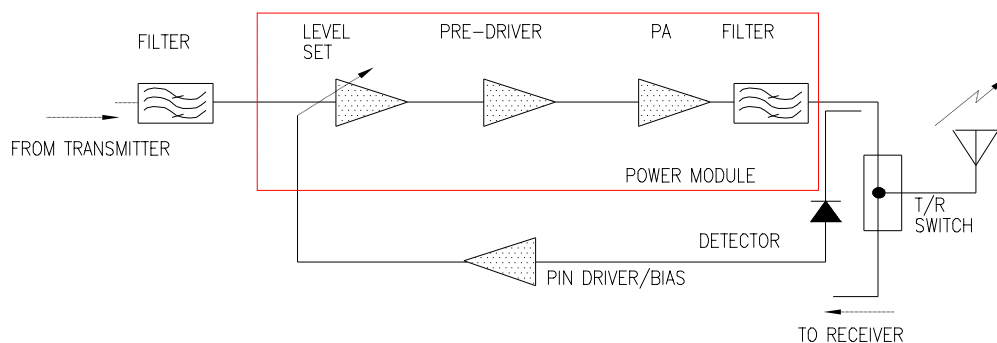 FILTER
LEVEL
SET
PRE-DRIVER
PA
FILTER
FROM TRANSMITTER
POWER MODULE
T/R
SWITCH
DETECTOR
PIN DRIVER/BIAS
TO RECEIVER